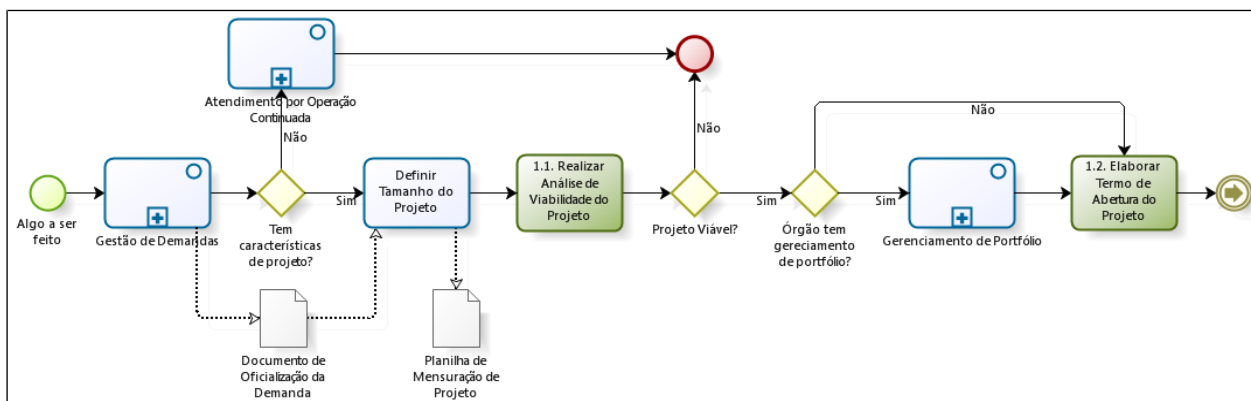 Atendimento por Operação
Continuada
Não
Algo a ser
feito
Gestão de Demandas
Tem
características
de projeto?
Sim
Definir
Tamanho do
Projeto
1.1. Realizar
Análise de
Viabilidade do
Projeto
Não
Projeto Viável?
Sim
Órgão tem
gereciamento
de portfólio?
Não
Sim
Gerenciamento de Portfólio
1.2. Elaborar
Termo de
Abertura do
Projeto
Documento de
Oficialização da
Demanda
Planilha de
Mensuração de
Projeto